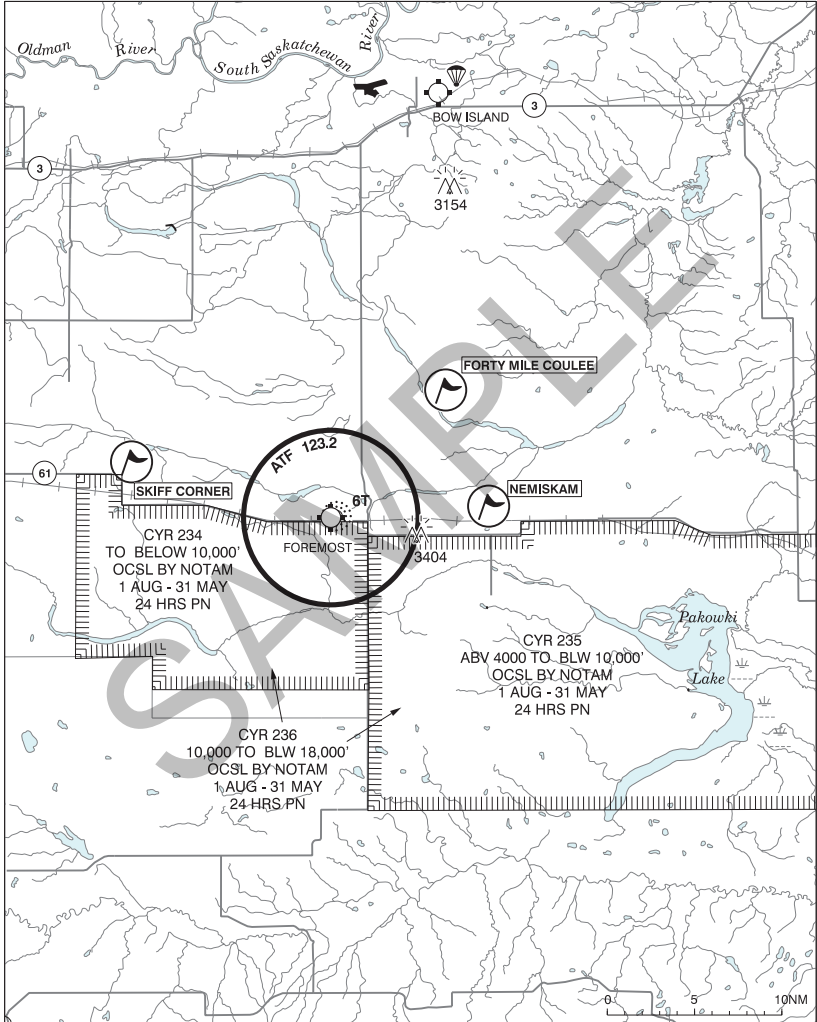 Oldman
River
South Saskatchewan
River
BOW ISLAND
3
3
3154
FORTY MILE COULEE
ATF 123.2
61
SKIFF CORNER
6T
NEMISKAM
FOREMOST
3404
CYR 234
TO BELOW 10,000'
OCSL BY NOTAM
1 AUG - 31 MAY
24 HRS PN
CYR 235
ABV 4000 TO BLW 10,000'
OCSL BY NOTAM
1 AUG - 31 MAY
24 HRS PN
Pakowki
Lake
CYR 236
10,000 TO BLW 18,000'
OCSL BY NOTAM
1 AUG - 31 MAY
24 HRS PN
SAMPLE
0 5 10NM